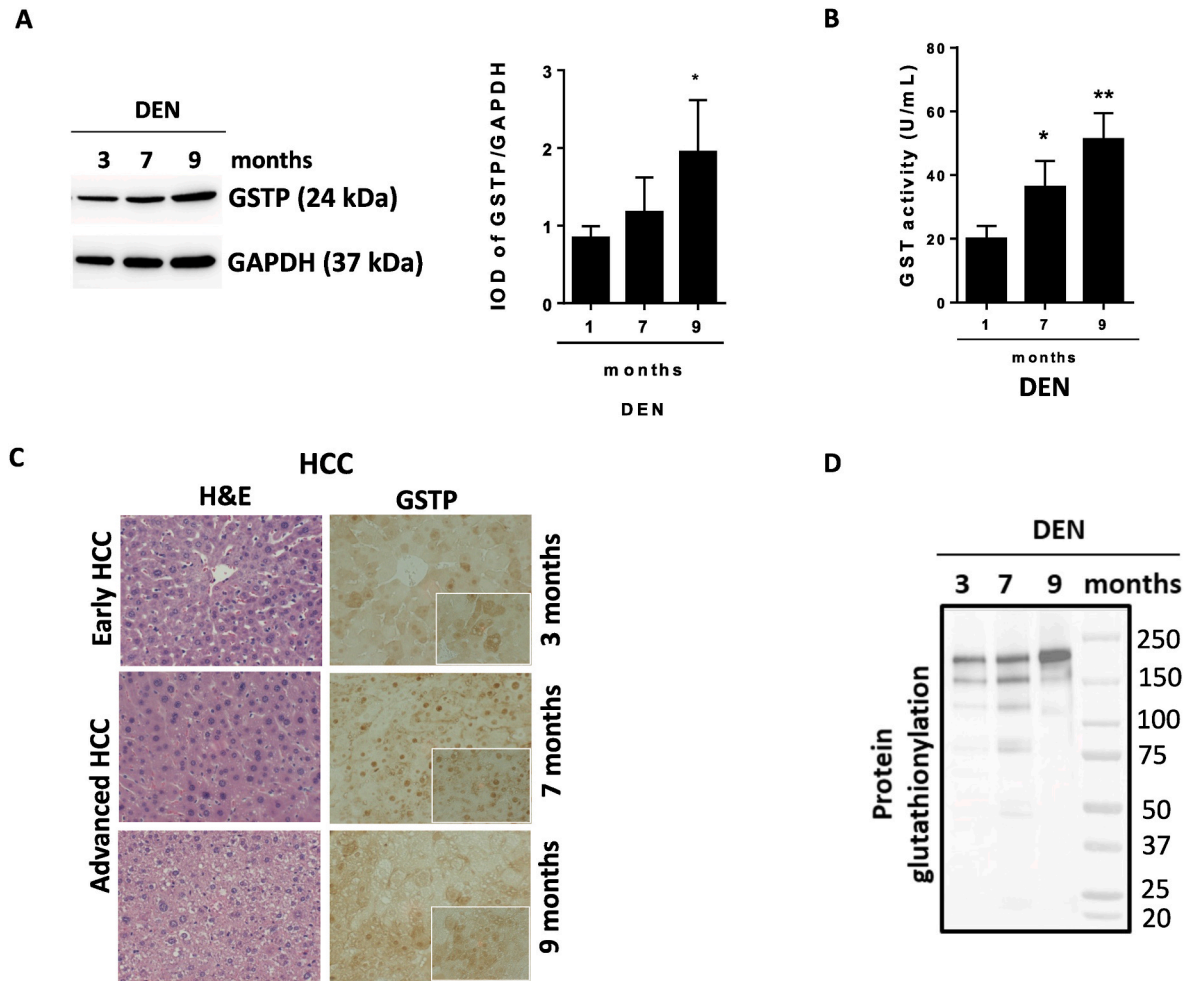 A
DEN
3 7 9 months
GSTP (24 kDa)
GAPDH (37 kDa)
IOD of GSTP/GAPDH
3
2
1
0
*
1 7 9
months
DEN
B
GST activity (U/mL)
80
60
40
20
0
* **
1 7 9
months
DEN
C
HCC
H&E GSTP
Early HCC
3 months
Advanced HCC
7 months
9 months
D
DEN
3 7 9 months
Protein
glutathionylation
250
150
100
75
50
37
25
20